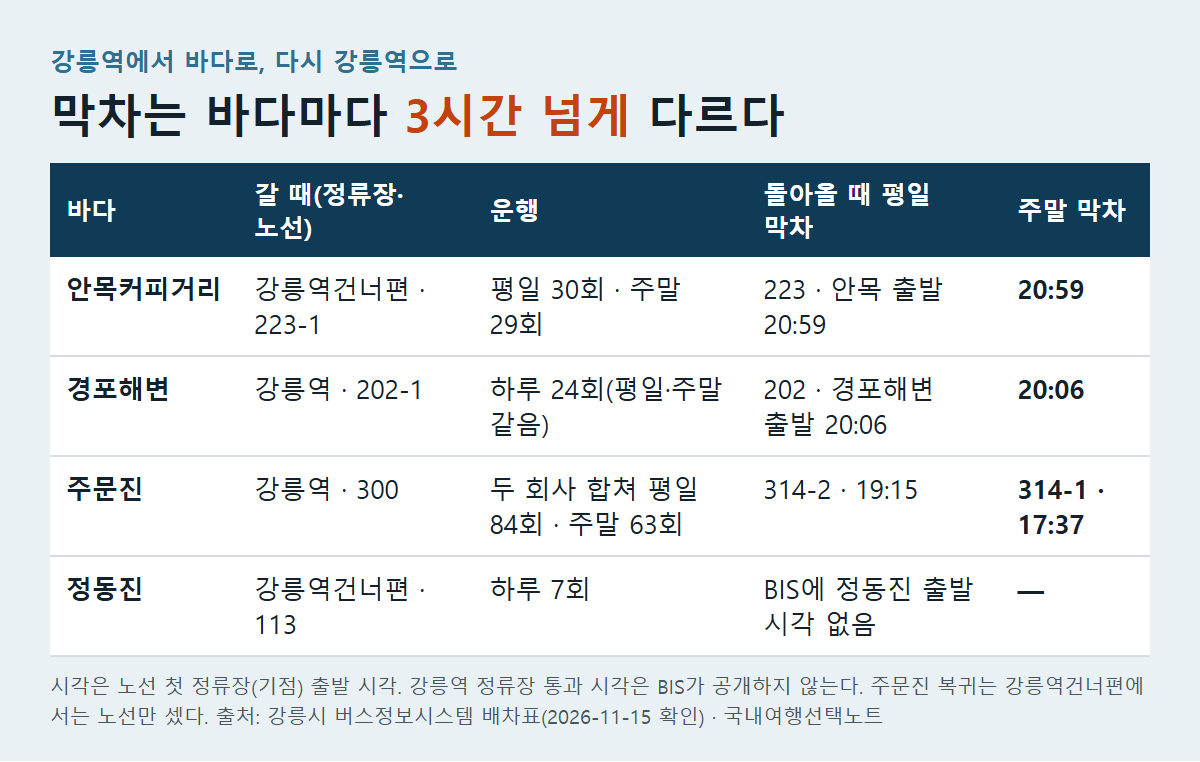 강릉역에서 바다로, 다시 강릉역으로
막차는 바다마다 3시간 넘게 다르다
바다
갈 때(정류장·
노선)
운행
돌아올 때 평일
막차
주말 막차
안목커피거리
강릉역건너편 ·
223-1
평일 30회 · 주말
29회
223 · 안목 출발
20:59
20:59
경포해변
강릉역 · 202-1
하루 24회(평일·주말
같음)
202 · 경포해변
출발 20:06
20:06
주문진
강릉역 · 300
두 회사 합쳐 평일
84회 · 주말 63회
314-2 · 19:15
314-1 ·
17:37
정동진
강릉역건너편 ·
113
하루 7회
BIS에 정동진 출발
시각 없음
—
시각은 노선 첫 정류장(기점) 출발 시각. 강릉역 정류장 통과 시각은 BIS가 공개하지 않는다. 주문진 복귀는 강릉역건너편에
서는 노선만 셌다. 출처: 강릉시 버스정보시스템 배차표(2026-11-15 확인) · 국내여행선택노트